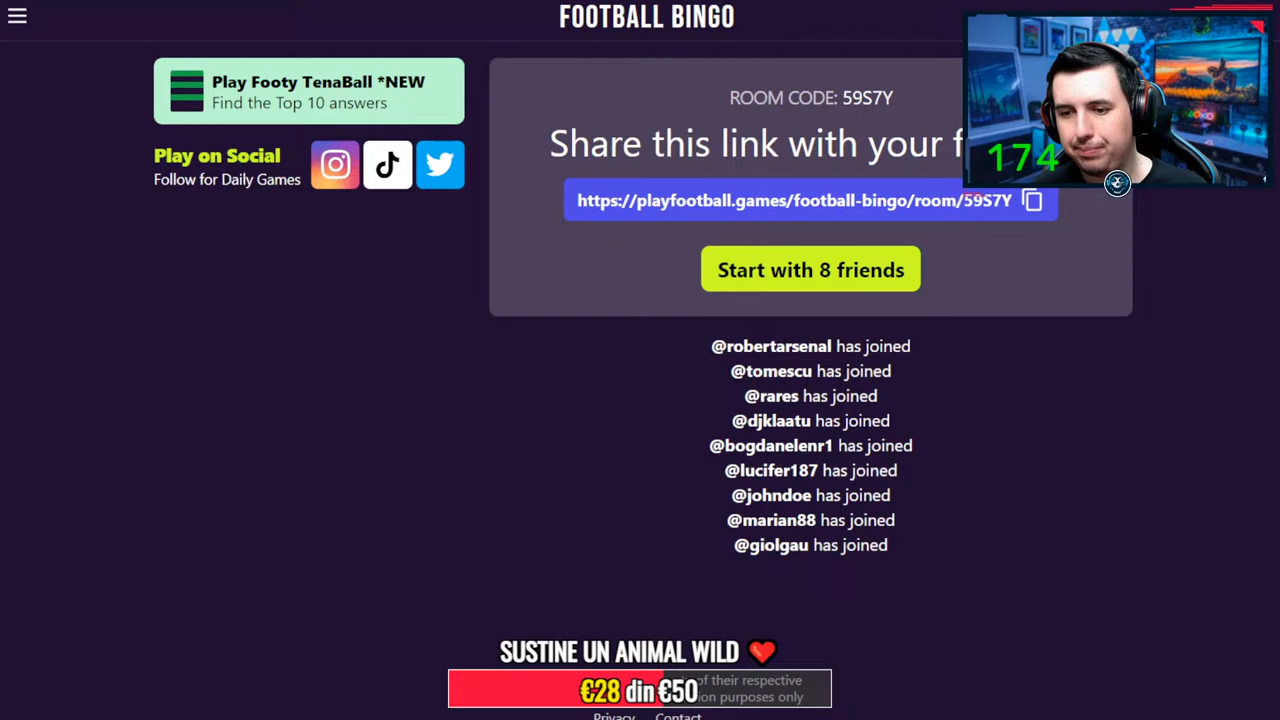 FOOTBALL BINGO
Play Footy TenaBall *NEW
Find the Top 10 answers
Play on Social
Follow for Daily Games
ROOM CODE: 59S7Y
Share this link with your f
https://playfootball.games/football-bingo/room/59S7Y
Start with 8 friends
174
@robertarsenal has joined
@tomescu has joined
@rares has joined
@djklaatu has joined
@bogdanelenr1 has joined
@lucifer187 has joined
@johndoe has joined
@marian88 has joined
@giolgau has joined
SUSTINE UN ANIMAL WILD ❤️
€28 din €50
of their respective
purposes only
Privacy Contact